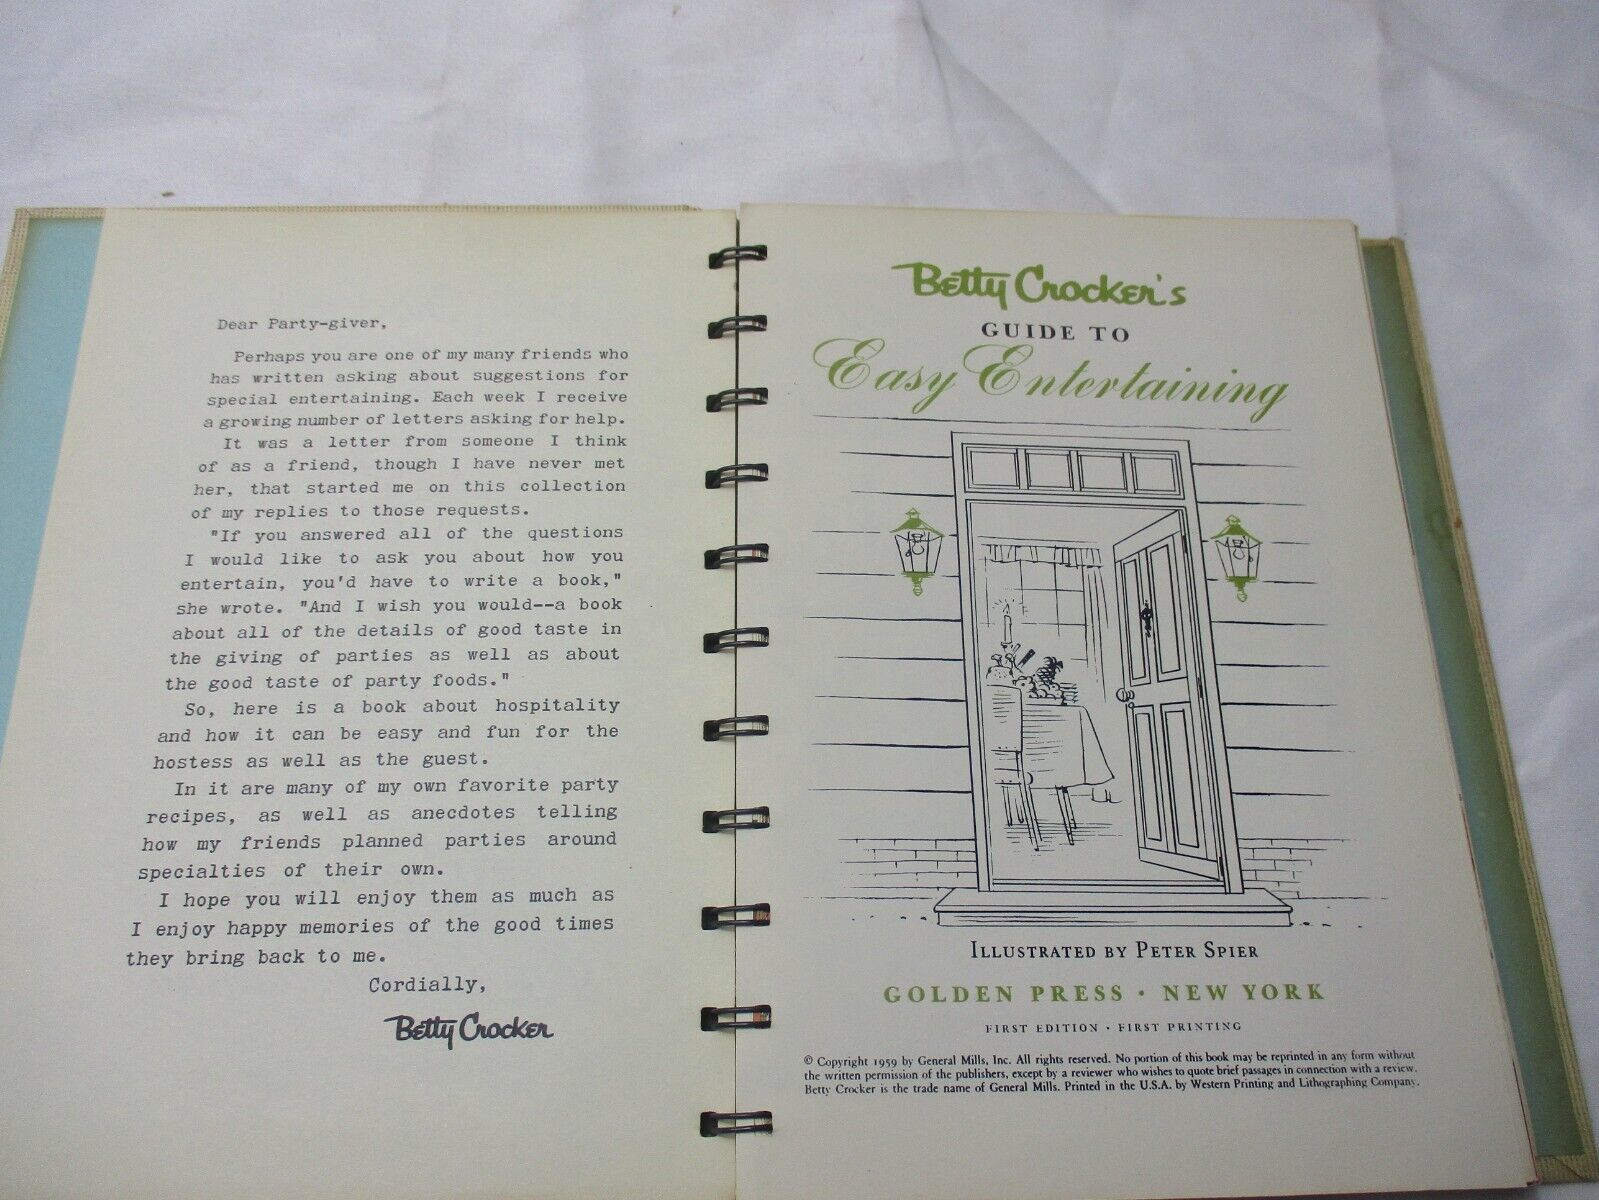 Dear Party-giver,
Perhaps you are one of my many friends who
has written asking about suggestions for
special entertaining. Each week I receive
a growing number of letters asking for help.
It was a letter from someone I think
of as a friend, though I have never met
her, that started me on this collection
of my replies to those requests.
"If you answered all of the questions
I would like to ask you about how you
entertain, you'd have to write a book,"
she wrote. "And I wish you would--a book
about all of the details of good taste in
the giving of parties as well as about
the good taste of party foods."
So, here is a book about hospitality
and how it can be easy and fun for the
hostess as well as the guest.
In it are many of my own favorite party
recipes, as well as anecdotes telling
how my friends planned parties around
specialties of their own.
I hope you will enjoy them as much as
I enjoy happy memories of the good times
they bring back to me.
Cordially,
Betty Crocker
Betty Crocker's
GUIDE TO
Easy Entertaining
ILLUSTRATED BY PETER SPIER
GOLDEN PRESS • NEW YORK
FIRST EDITION • FIRST PRINTING
© Copyright 1959 by General Mills, Inc. All rights reserved. No portion of this book may be reprinted in any form without
the written permission of the publishers, except by a reviewer who wishes to quote brief passages in connection with a review.
Betty Crocker is the trade name of General Mills. Printed in the U.S.A. by Western Printing and Lithographing Company.